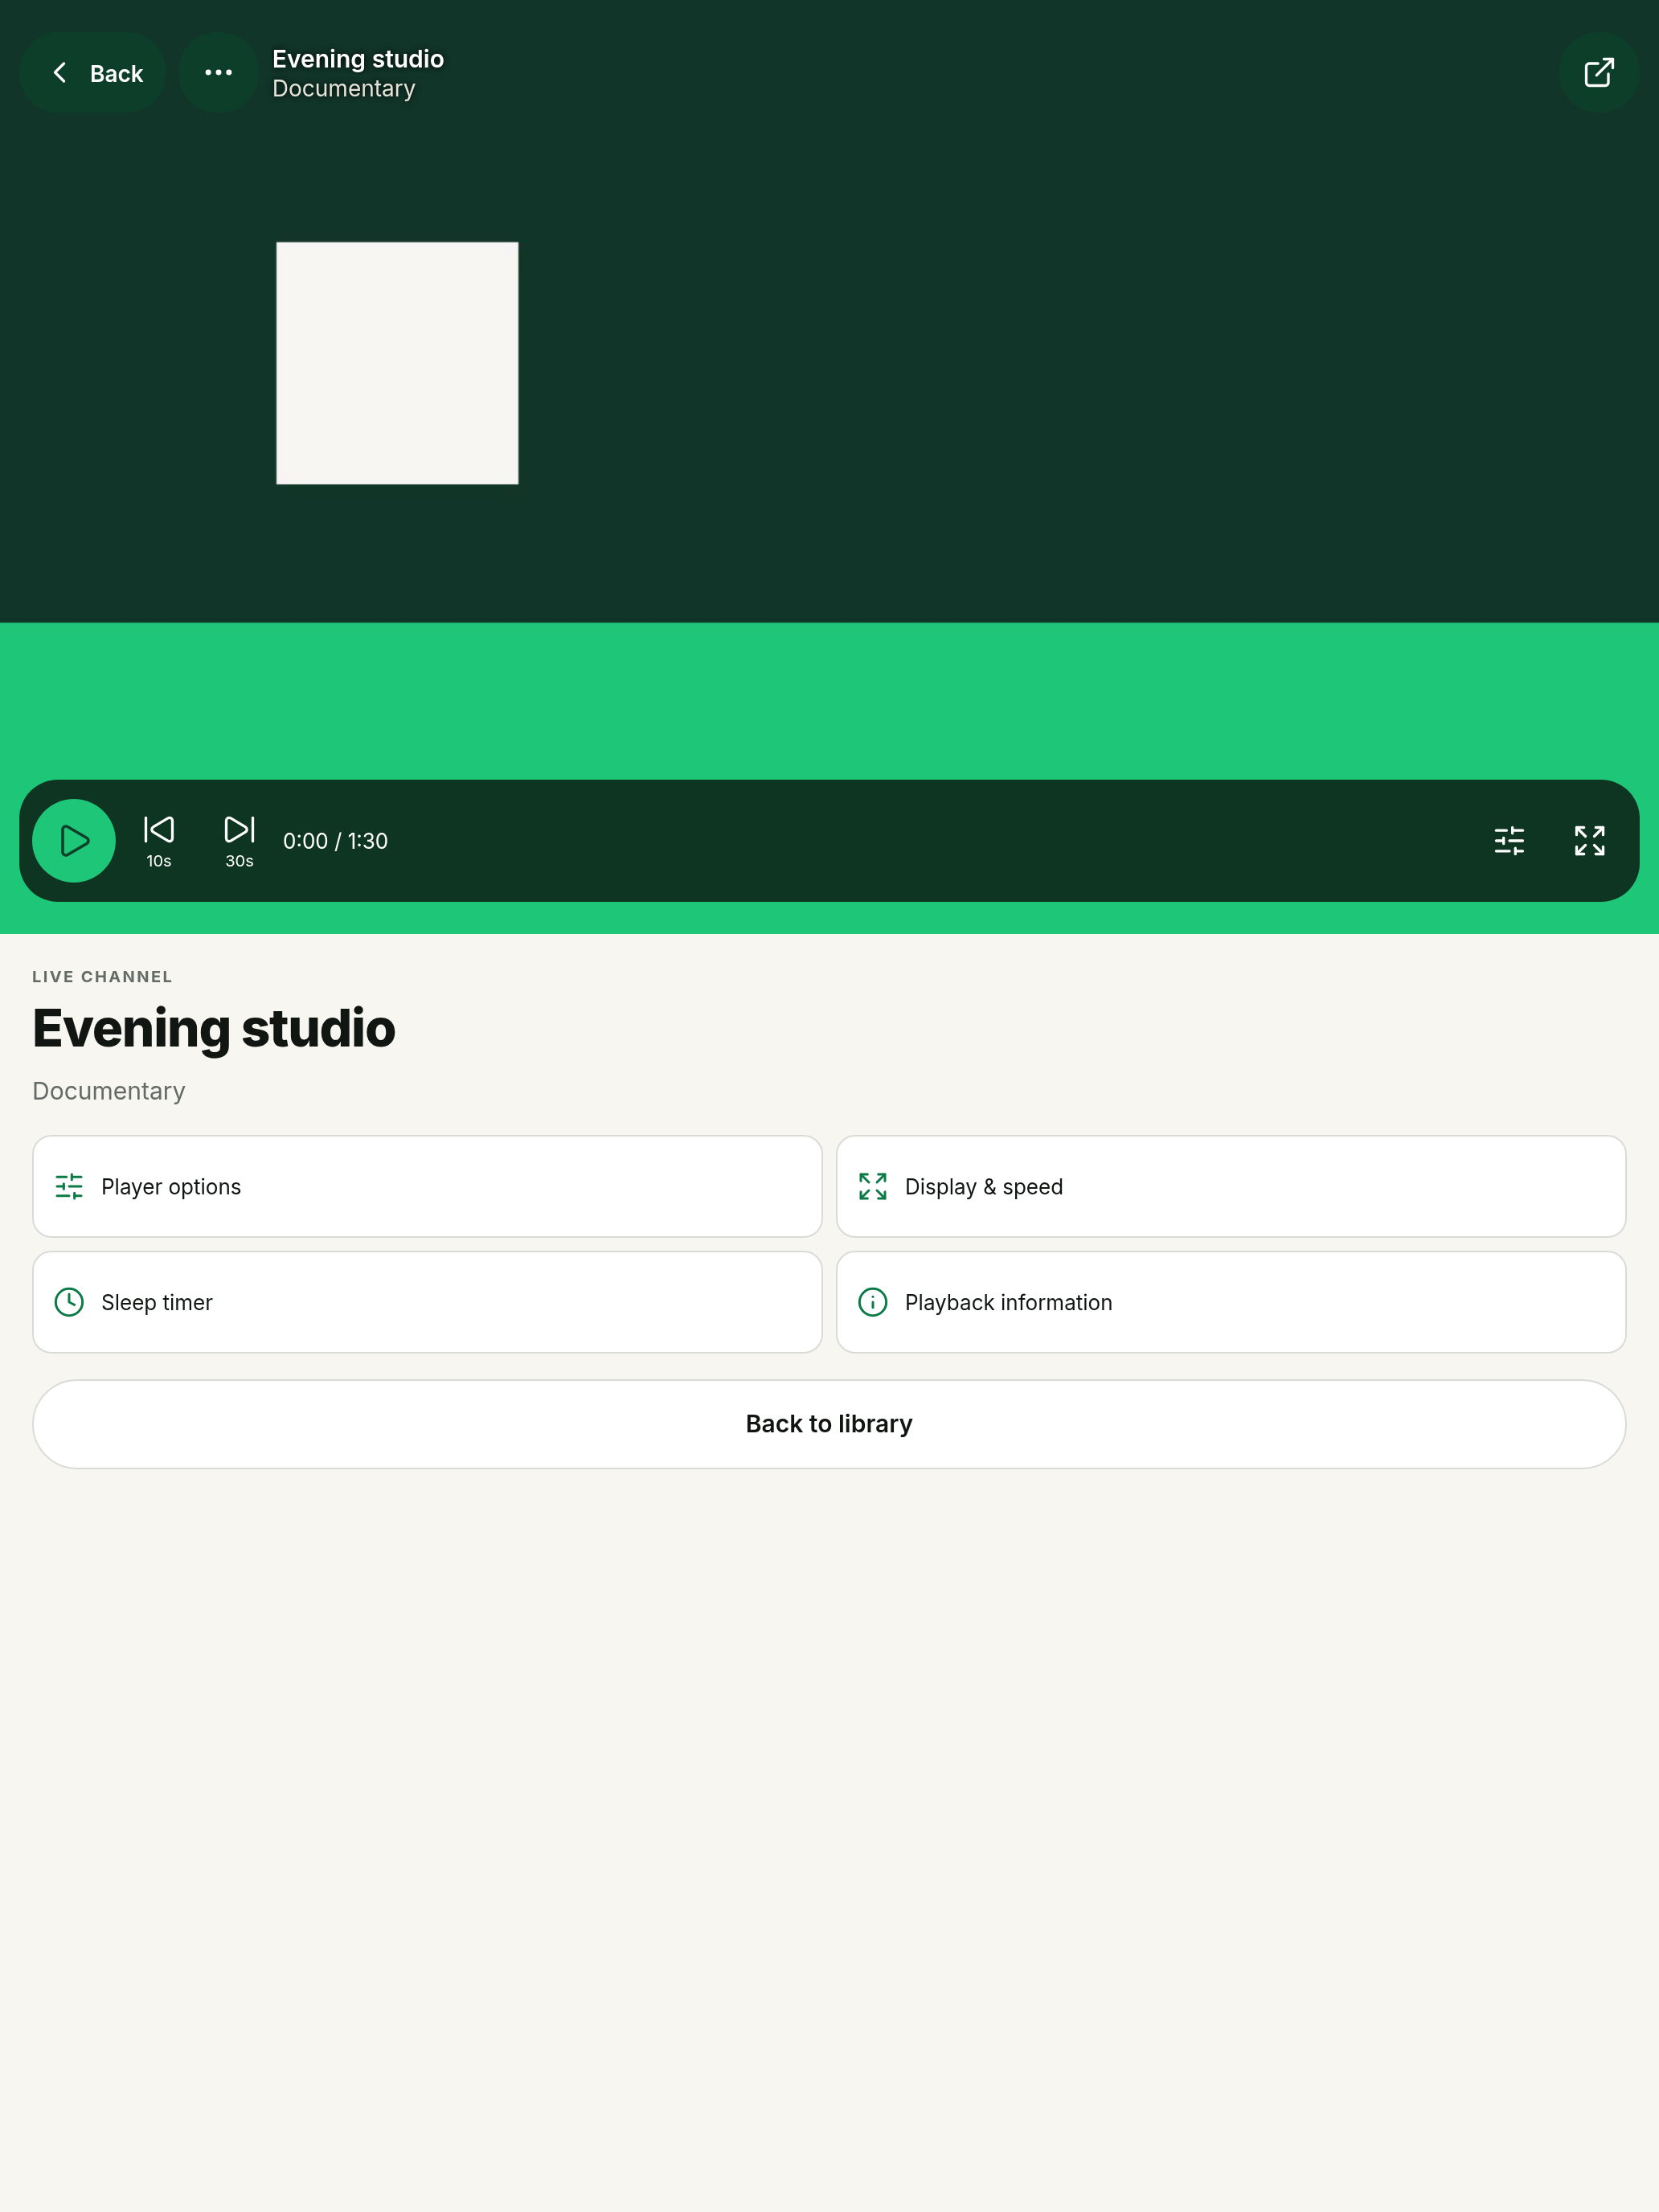 Back
Evening studio
Documentary
10s
30s
0:00 / 1:30
LIVE CHANNEL
Evening studio
Documentary
Player options
Display & speed
Sleep timer
Playback information
Back to library